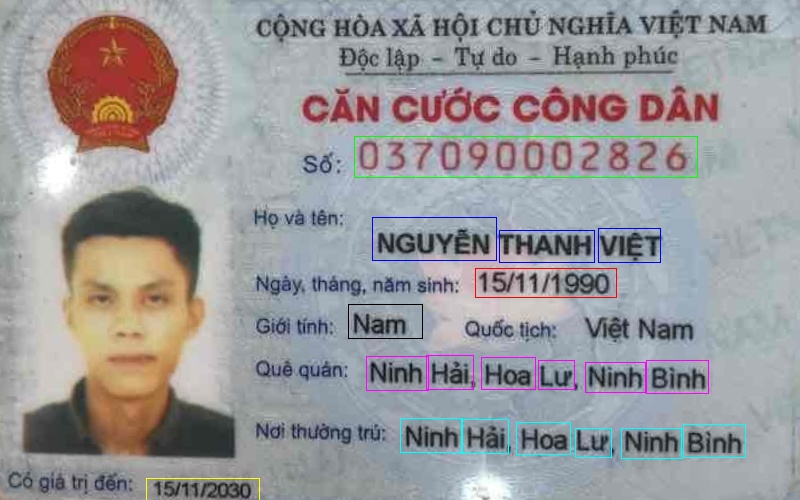 CỘNG HÒA XÃ HỘI CHỦ NGHĨA VIỆT NAM
Độc lập - Tự do - Hạnh phúc
CĂN CƯỚC CÔNG DÂN
Số: 037090002826
Họ và tên: NGUYỄN THANH VIỆT
Ngày, tháng, năm sinh: 15/11/1990
Giới tính: Nam Quốc tịch: Việt Nam
Quê quán: Ninh Hải, Hoa Lư, Ninh Bình
Nơi thường trú: Ninh Hải, Hoa Lư, Ninh Bình
Có giá trị đến: 15/11/2030